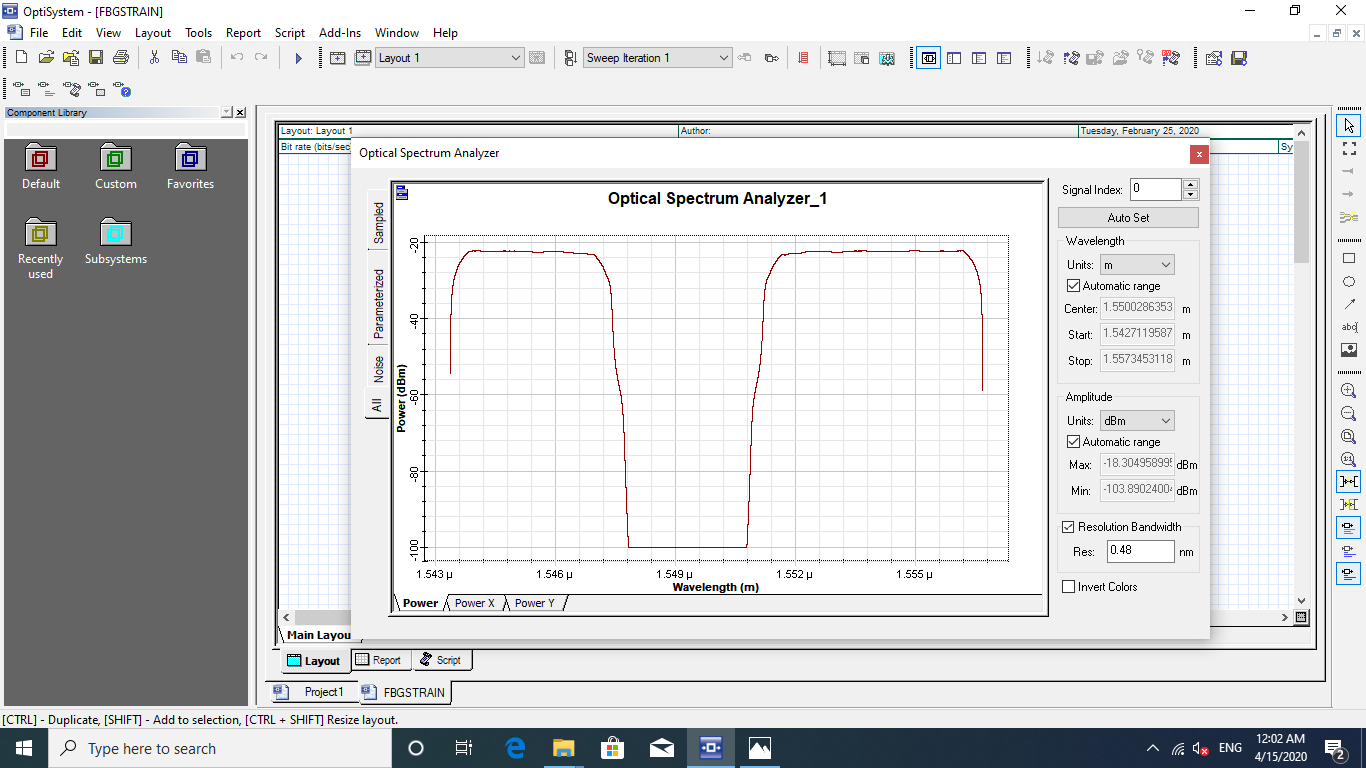 OptiSystem - [FBGSTRAIN]
File Edit View Layout Tools Report Script Add-Ins Window Help
Layout 1
Sweep Iteration 1
Component Library
Default
Custom
Favorites
Recently used
Subsystems
Layout: Layout 1
Author:
Tuesday, February 25, 2020
Bit rate (bits/sec
Sy
Optical Spectrum Analyzer
x
Sampled
Parameterized
Noise
All
Optical Spectrum Analyzer_1
Power (dBm)
-20
-40
-60
-80
-100
1.543 µ 1.546 µ 1.549 µ 1.552 µ 1.555 µ
Wavelength (m)
Power Power X Power Y
Signal Index: 0
Auto Set
Wavelength
Units: m
Automatic range
Center: 1.5500286353 m
Start: 1.5427119587 m
Stop: 1.5573453118 m
Amplitude
Units: dBm
Automatic range
Max: -18.30495899 dBm
Min: -103.8902400 dBm
Resolution Bandwidth
Res: 0.48 nm
Invert Colors
abc
1:1
Main Layou
Layout Report Script
Project1 FBGSTRAIN
[CTRL] - Duplicate, [SHIFT] - Add to selection, [CTRL + SHIFT] Resize layout.
Type here to search
ENG
12:02 AM
4/15/2020
2